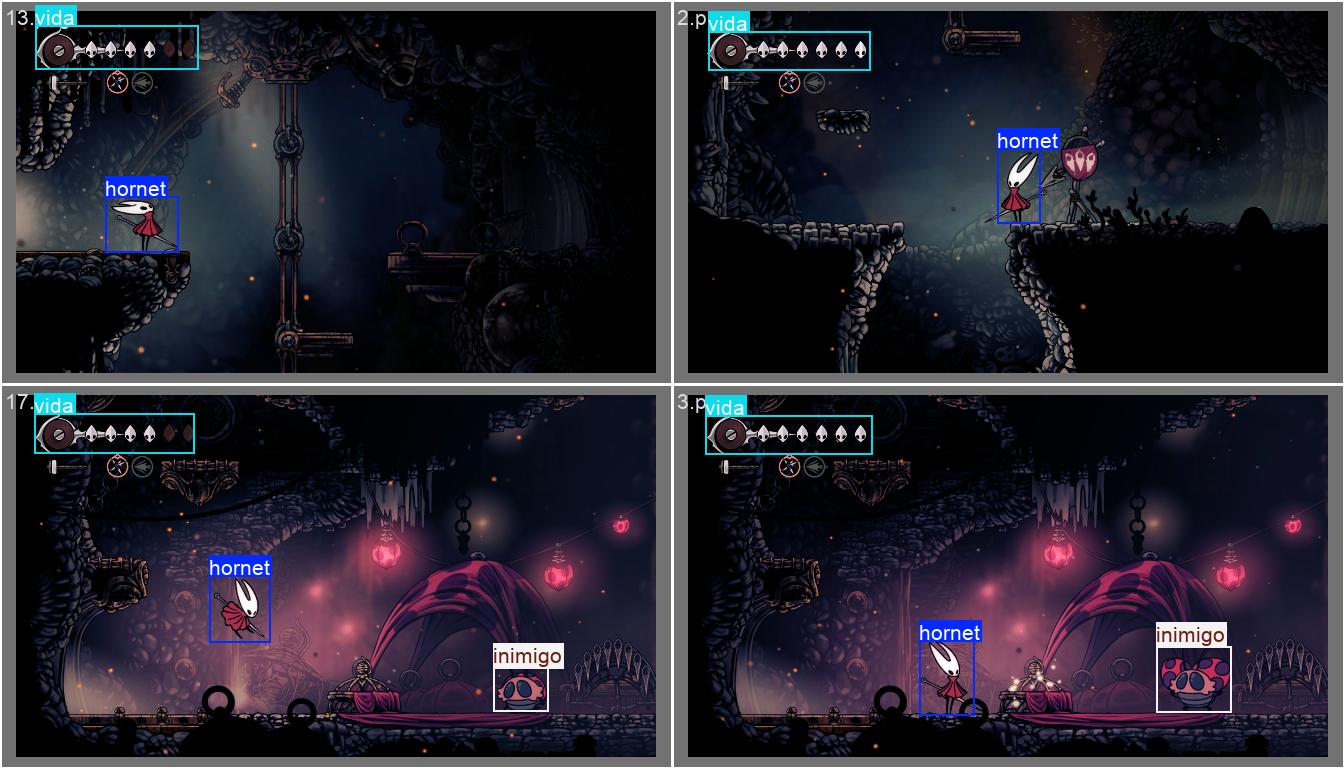 13.vida
hornet
2.p vida
hornet
17.vida
hornet
inimigo
3.p vida
hornet
inimigo